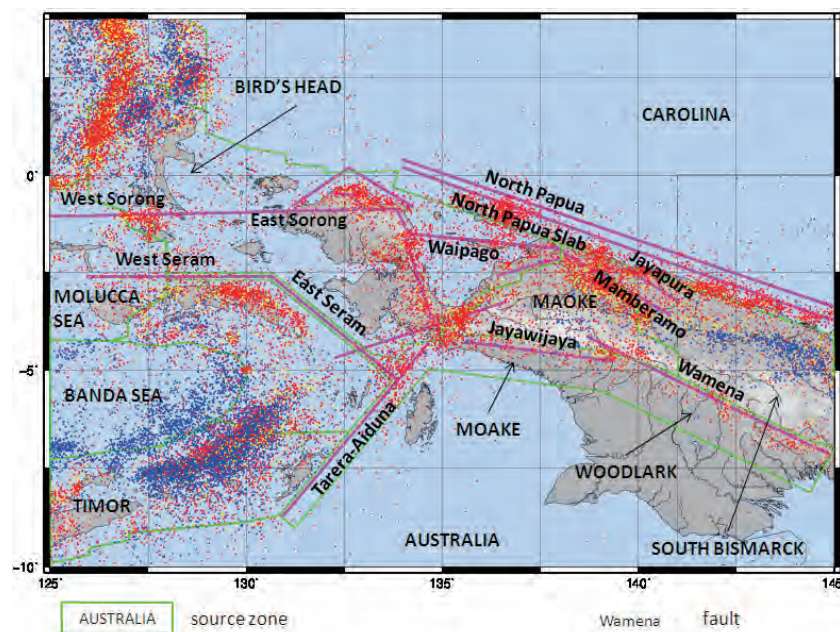 BIRD'S HEAD
CAROLINA
0°
North Papua
West Sorong
North Papua Slab
East Sorong
Waipago
West Seram
Jayapura
East Seram
MOLUCCA
SEA
MAOKE
Mamberamo
Jayawijaya
-5°
Wamena
BANDA SEA
MOAKE
Tarera-Aiduna
WOODLARK
TIMOR
AUSTRALIA
SOUTH BISMARCK
-10°
125° 130° 135° 140° 145
AUSTRALIA source zone Wamena fault